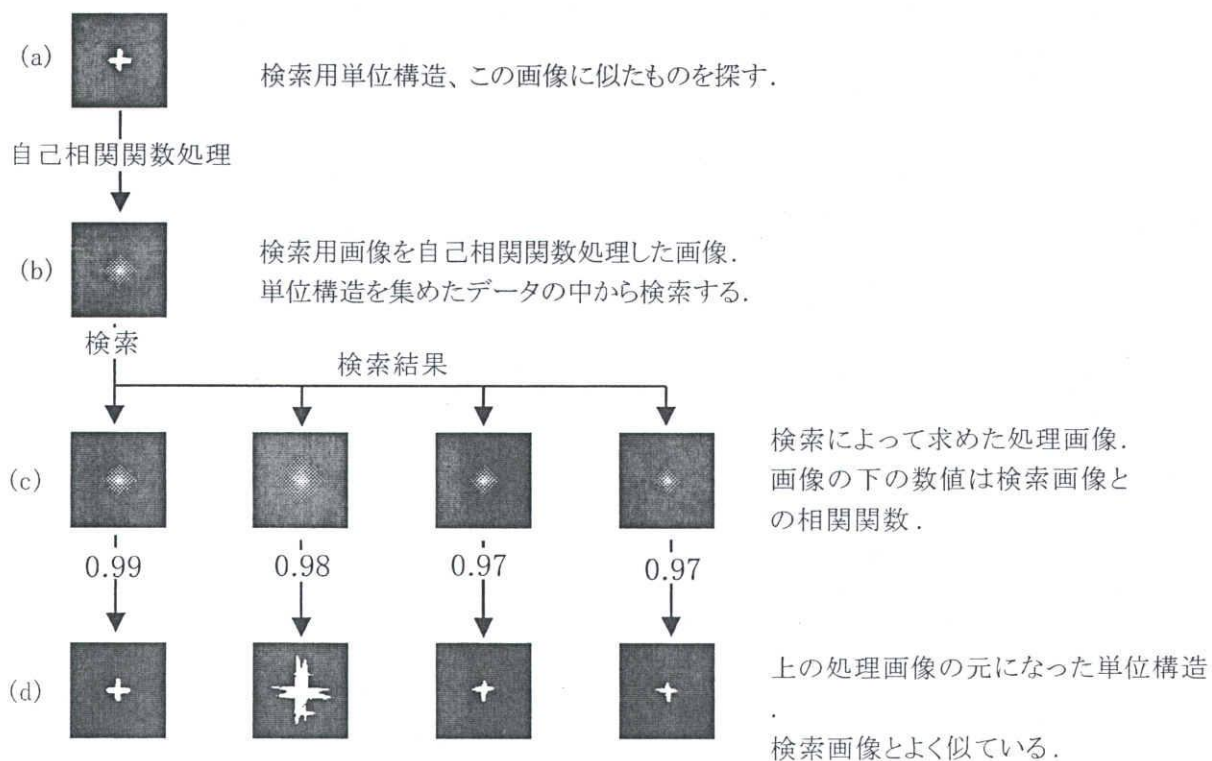 (a)
検索用単位構造、この画像に似たものを探す.
自己相関関数処理
(b)
検索用画像を自己相関関数処理した画像.
単位構造を集めたデータの中から検索する.
検索
検索結果
(c)
検索によって求めた処理画像.
画像の下の数値は検索画像と
の相関関数.
0.99
0.98
0.97
0.97
(d)
上の処理画像の元になった単位構造
.
検索画像とよく似ている.